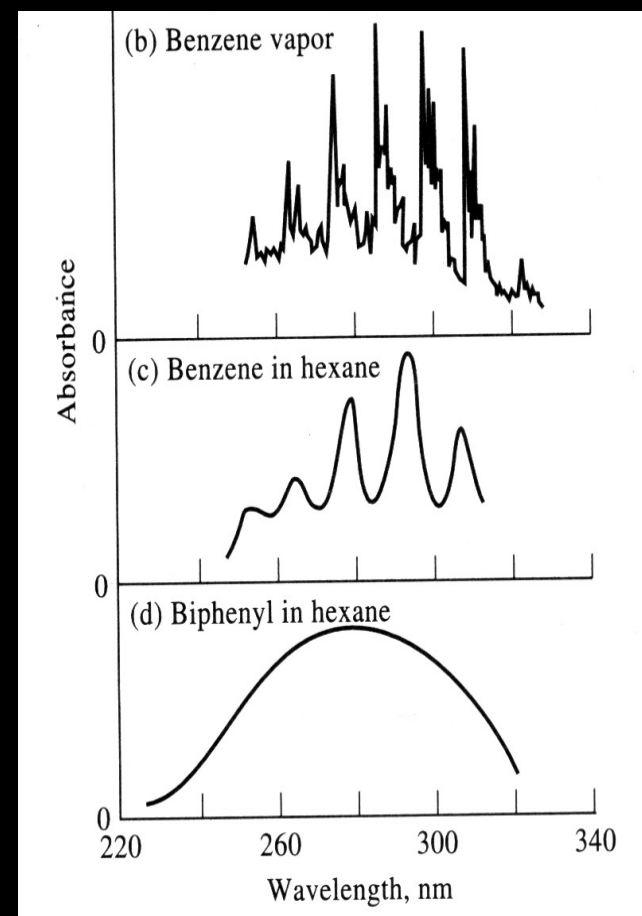 (b) Benzene vapor
Absorbance
0
(c) Benzene in hexane
0
(d) Biphenyl in hexane
0
220
260
300
340
Wavelength, nm